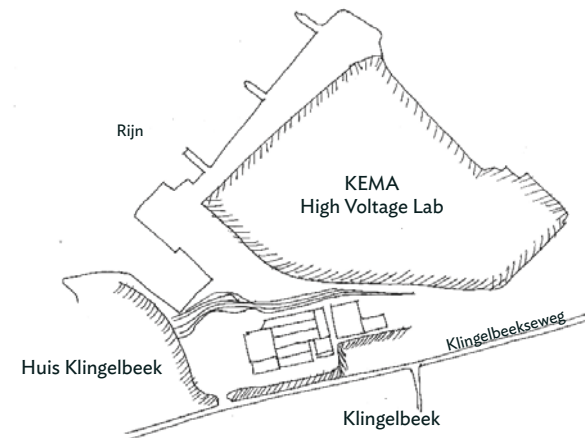 Rijn
KEMA
High Voltage Lab
Klingelbeekseweg
Huis Klingelbeek
Klingelbeek